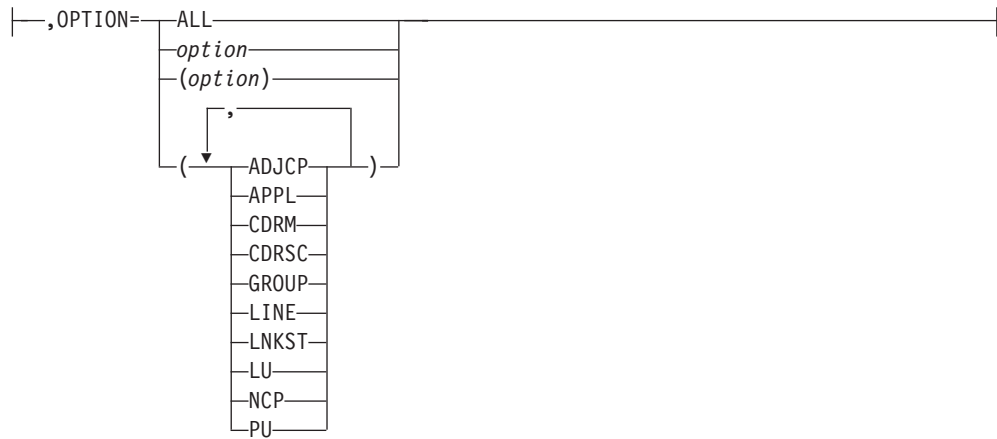 ,OPTION= ALL
option
(option)
,
( ADJCP )
APPL
CDRM
CDRSC
GROUP
LINE
LNKST
LU
NCP
PU